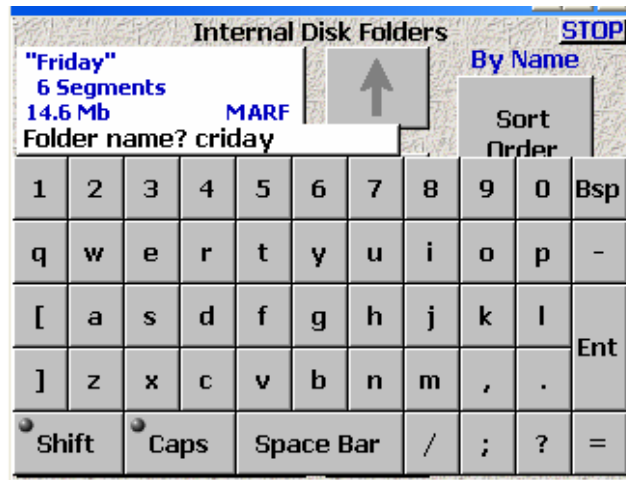 Internal Disk Folders STOP
"Friday" By Name
6 Segments
14.6 Mb MARF Sort
Order
Folder name? criday
1 2 3 4 5 6 7 8 9 0 Bsp
q w e r t y u i o p -
[ a s d f g h j k l
Ent
] z x c v b n m , .
Shift Caps Space Bar / ; ? =